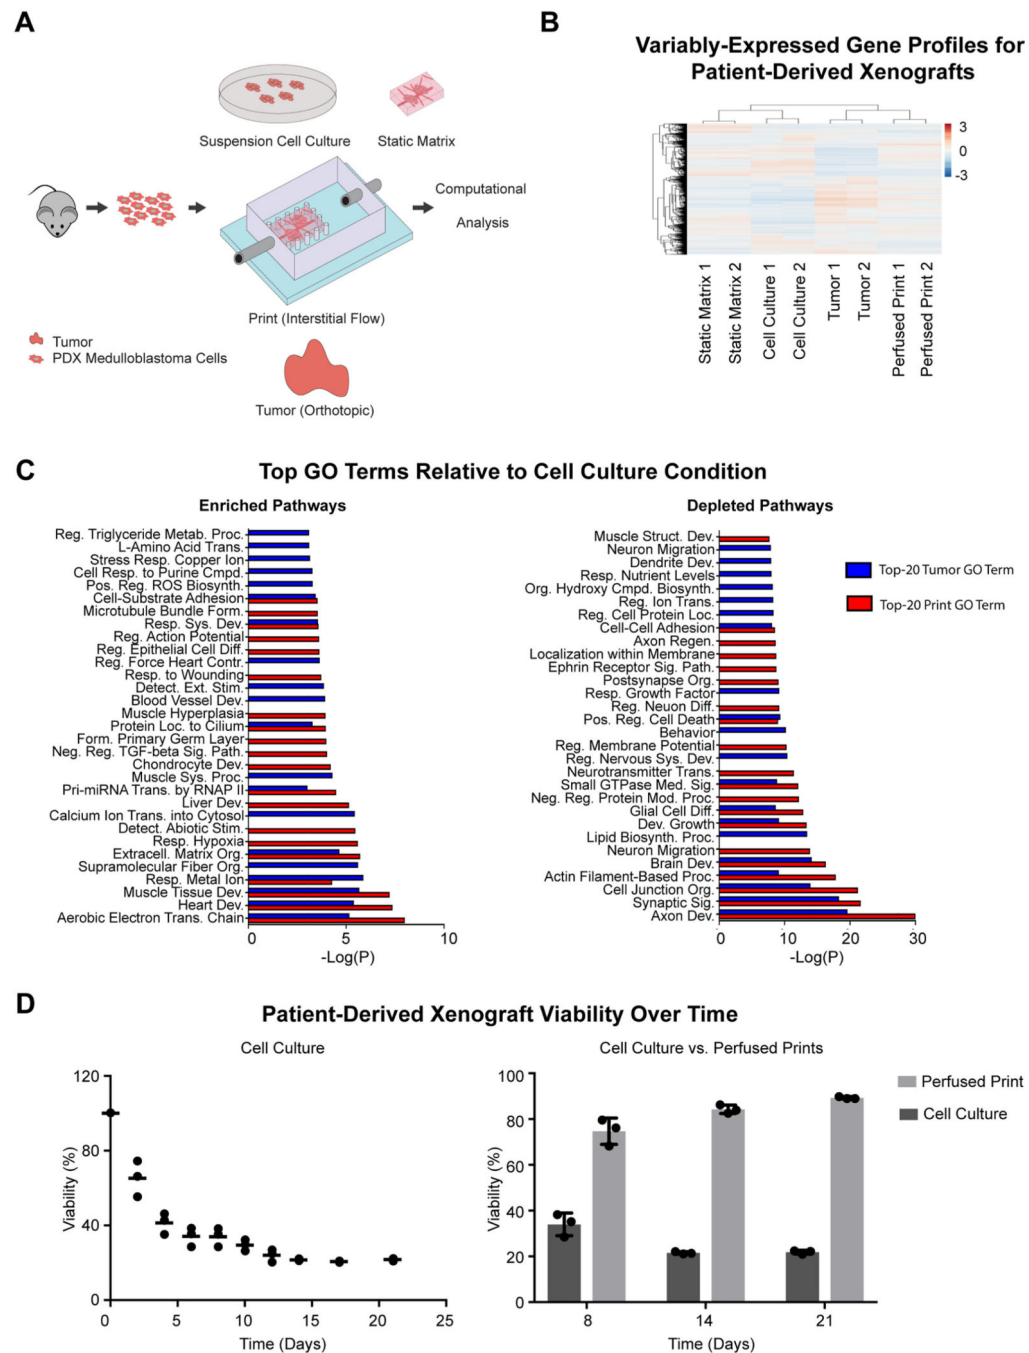 A
Suspension Cell Culture
Static Matrix
Computational
Analysis
Print (Interstitial Flow)
Tumor
PDX Medulloblastoma Cells
Tumor (Orthotopic)
B
Variably-Expressed Gene Profiles for
Patient-Derived Xenografts
3
0
-3
Static Matrix 1
Static Matrix 2
Cell Culture 1
Cell Culture 2
Tumor 1
Tumor 2
Perfused Print 1
Perfused Print 2
C
Top GO Terms Relative to Cell Culture Condition
Enriched Pathways
Reg. Triglyceride Metab. Proc.
L-Amino Acid Trans.
Stress Resp. Copper Ion
Cell Resp. to Purine Cmpd.
Pos. Reg. ROS Biosynth.
Cell-Substrate Adhesion
Microtubule Bundle Form.
Resp. Sys. Dev.
Reg. Action Potential
Reg. Epithelial Cell Diff.
Reg. Force Heart Contr.
Resp. to Wounding
Detect. Ext. Stim.
Blood Vessel Dev.
Muscle Hyperplasia
Protein Loc. to Cilium
Form. Primary Germ Layer
Neg. Reg. TGF-beta Sig. Path.
Chondrocyte Dev.
Muscle Sys. Proc.
Pri-miRNA Trans. by RNAP II
Liver Dev.
Calcium Ion Trans. into Cytosol
Detect. Abiotic Stim.
Resp. Hypoxia
Extracell. Matrix Org.
Supramolecular Fiber Org.
Resp. Metal Ion
Muscle Tissue Dev.
Heart Dev.
Aerobic Electron Trans. Chain
0 5 10
-Log(P)
Depleted Pathways
Muscle Struct. Dev.
Neuron Migration
Dendrite Dev.
Resp. Nutrient Levels
Org. Hydroxy Cmpd. Biosynth.
Reg. Ion Trans.
Reg. Cell Protein Loc.
Cell-Cell Adhesion
Axon Regen.
Localization within Membrane
Ephrin Receptor Sig. Path.
Postsynapse Org.
Resp. Growth Factor
Reg. Neuon Diff.
Pos. Reg. Cell Death
Behavior
Reg. Membrane Potential
Reg. Nervous Sys. Dev.
Neurotransmitter Trans.
Small GTPase Med. Sig.
Neg. Reg. Protein Mod. Proc.
Glial Cell Diff.
Dev. Growth
Lipid Biosynth. Proc.
Neuron Migration
Brain Dev.
Actin Filament-Based Proc.
Cell Junction Org.
Synaptic Sig.
Axon Dev.
0 10 20 30
-Log(P)
Top-20 Tumor GO Term
Top-20 Print GO Term
D
Patient-Derived Xenograft Viability Over Time
Cell Culture
120
80
40
0
Viability (%)
0 5 10 15 20 25
Time (Days)
Cell Culture vs. Perfused Prints
100
80
60
40
20
0
Viability (%)
8 14 21
Time (Days)
Perfused Print
Cell Culture